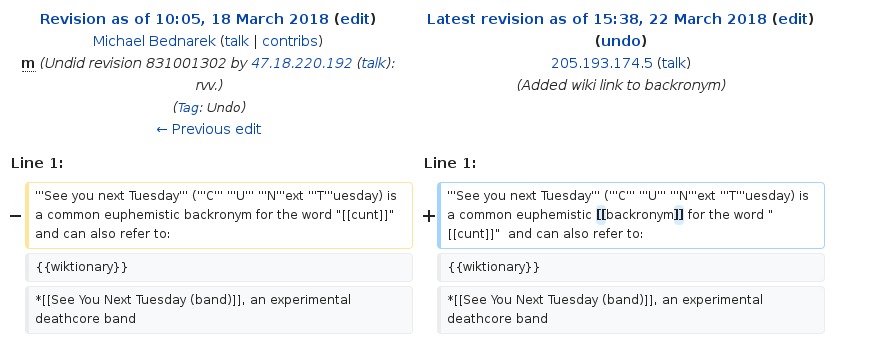 Revision as of 10:05, 18 March 2018 (edit)
Michael Bednarek (talk | contribs)
m (Undid revision 831001302 by 47.18.220.192 (talk):
rvv.)
(Tag: Undo)
← Previous edit
Latest revision as of 15:38, 22 March 2018 (edit)
(undo)
205.193.174.5 (talk)
(Added wiki link to backronym)
Line 1:
Line 1:
− '''See you next Tuesday''' ('''C''' '''U''' '''N'''ext '''T'''uesday) is
a common euphemistic backronym for the word "[[cunt]]"
and can also refer to:
+ '''See you next Tuesday''' ('''C''' '''U''' '''N'''ext '''T'''uesday) is
a common euphemistic [[backronym]] for the word "
[[cunt]]"  and can also refer to:
{{wiktionary}}
{{wiktionary}}
*[[See You Next Tuesday (band)]], an experimental
deathcore band
*[[See You Next Tuesday (band)]], an experimental
deathcore band